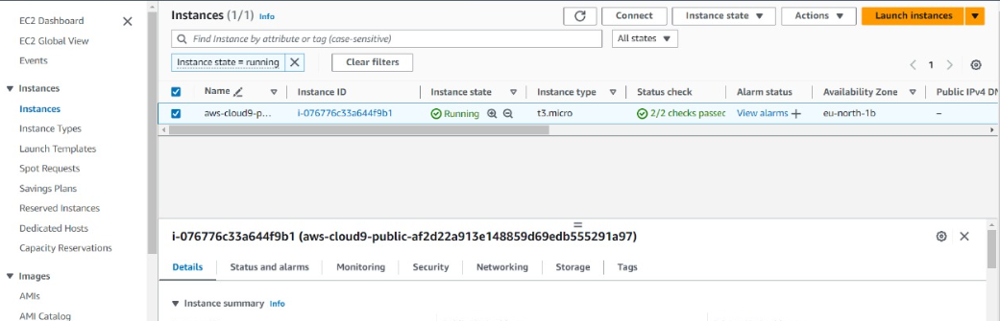 EC2 Dashboard
EC2 Global View
Events
Instances
Instances
Instance Types
Launch Templates
Spot Requests
Savings Plans
Reserved Instances
Dedicated Hosts
Capacity Reservations
Images
AMIs
AMI Catalog
Instances (1/1) Info
Connect Instance state Actions Launch instances
Find Instance by attribute or tag (case-sensitive) All states
Instance state = running Clear filters
1
Name Instance ID Instance state Instance type Status check Alarm status Availability Zone Public IPv4 DN
aws-cloud9-p... i-076776c33a644f9b1 Running t3.micro 2/2 checks passed View alarms + eu-north-1b –
i-076776c33a644f9b1 (aws-cloud9-public-af2d22a913e148859d69edb555291a97)
Details Status and alarms Monitoring Security Networking Storage Tags
Instance summary Info